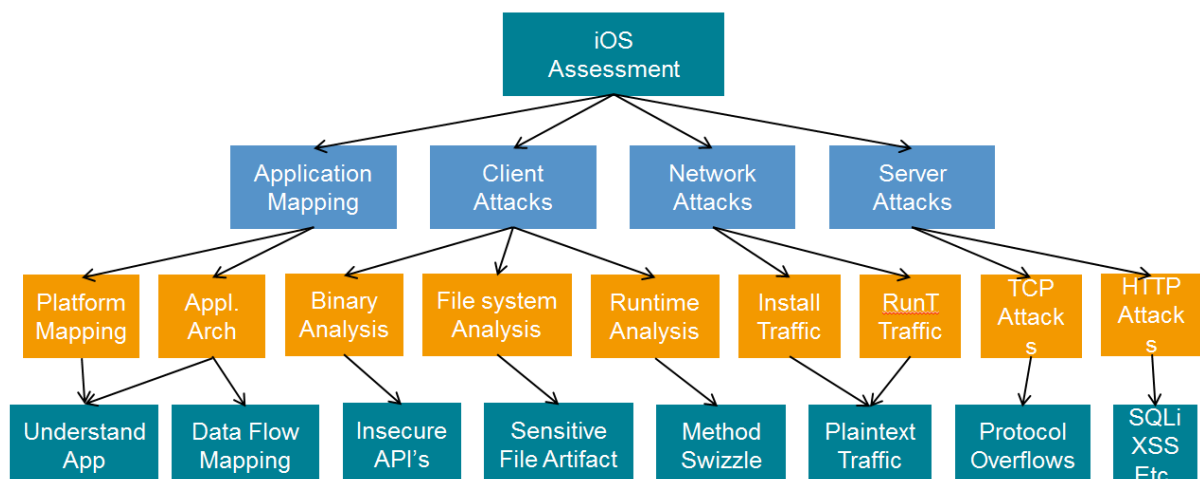 iOS
Assessment
Application
Mapping
Client
Attacks
Network
Attacks
Server
Attacks
Platform
Mapping
Appl.
Arch
Binary
Analysis
File system
Analysis
Runtime
Analysis
Install
Traffic
RunT
Traffic
TCP
Attack
s
HTTP
Attack
s
Understand
App
Data Flow
Mapping
Insecure
API’s
Sensitive
File Artifact
Method
Swizzle
Plaintext
Traffic
Protocol
Overflows
SQLi
XSS
Etc